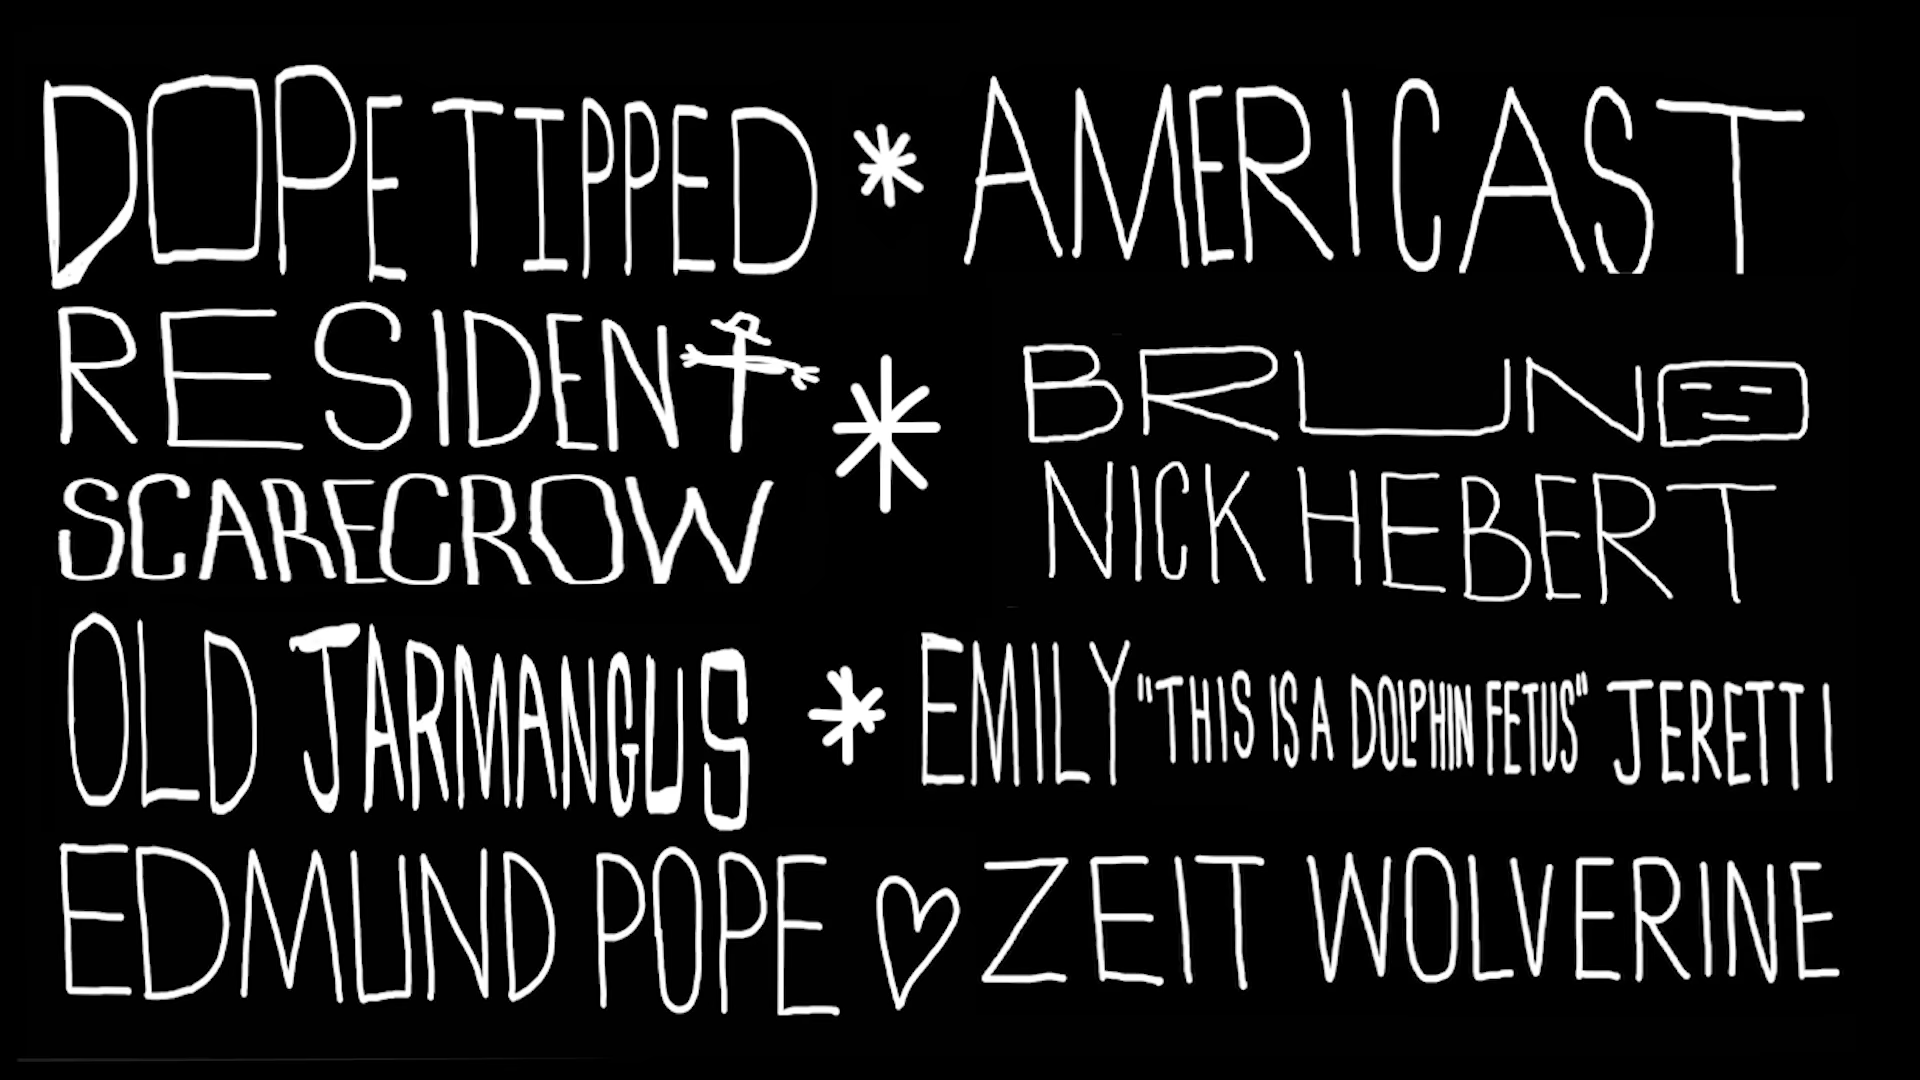 DOPE TIPPED * AMERICAST
RESIDENT * BRUNO
SCARECROW NICK HEBERT
OLD JARMANGUS * EMILY "THIS IS A DOLPHIN FETUS" JERETTI
EDMUND POPE ♡ ZEIT WOLVERINE